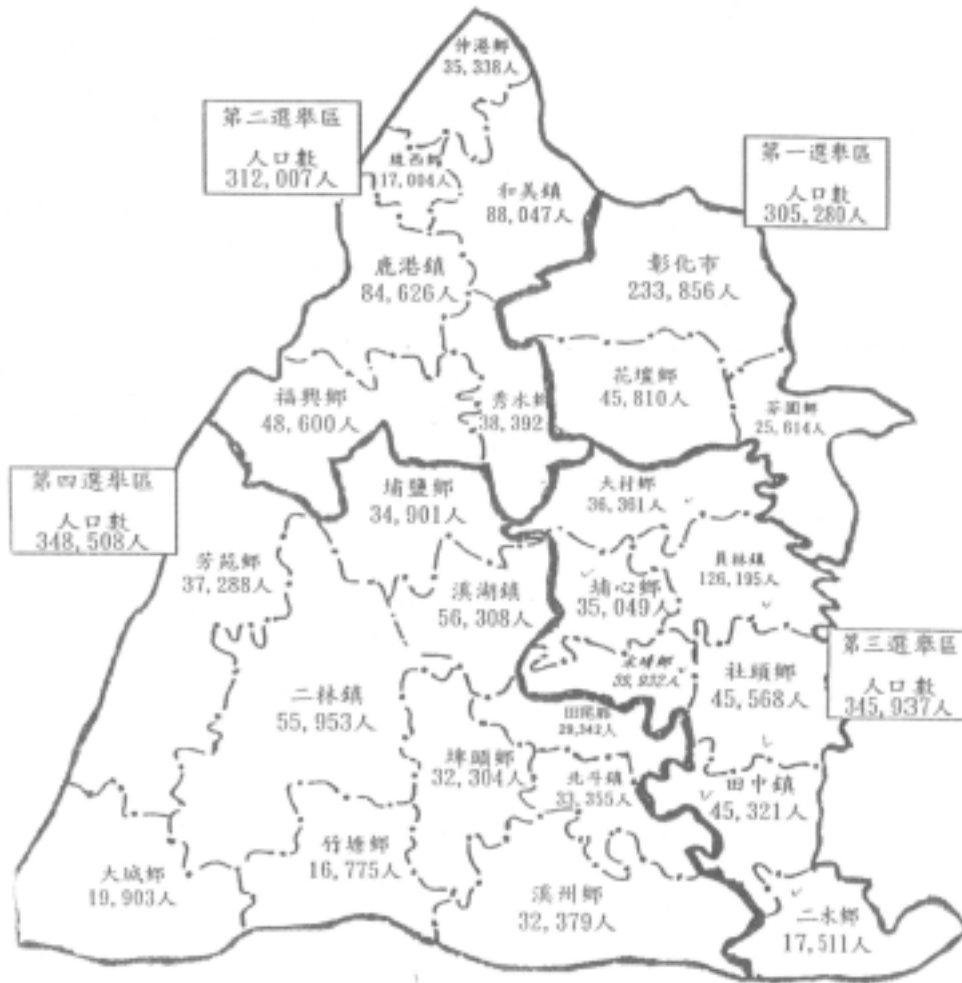 伸港鄉
35,338人
第二選舉區
人口數
312,007人
線西鄉
17,004人
和美鎮
88,047人
第一選舉區
人口數
305,280人
鹿港鎮
84,626人
彰化市
233,856人
福興鄉
48,600人
秀水鄉
38,392
花壇鄉
45,810人
芬園鄉
25,614人
第四選舉區
人口數
348,508人
埔鹽鄉
34,901人
大村鄉
36,361人
芳苑鄉
37,288人
溪湖鎮
56,308人
埔心鄉
35,049人
員林鎮
126,195人
永靖鄉
39,932人
社頭鄉
45,568人
第三選舉區
人口數
345,937人
二林鎮
55,953人
田尾鄉
29,342人
埤頭鄉
32,304人
北斗鎮
33,355人
田中鎮
45,321人
大城鄉
19,903人
竹塘鄉
16,775人
溪州鄉
32,379人
二水鄉
17,511人